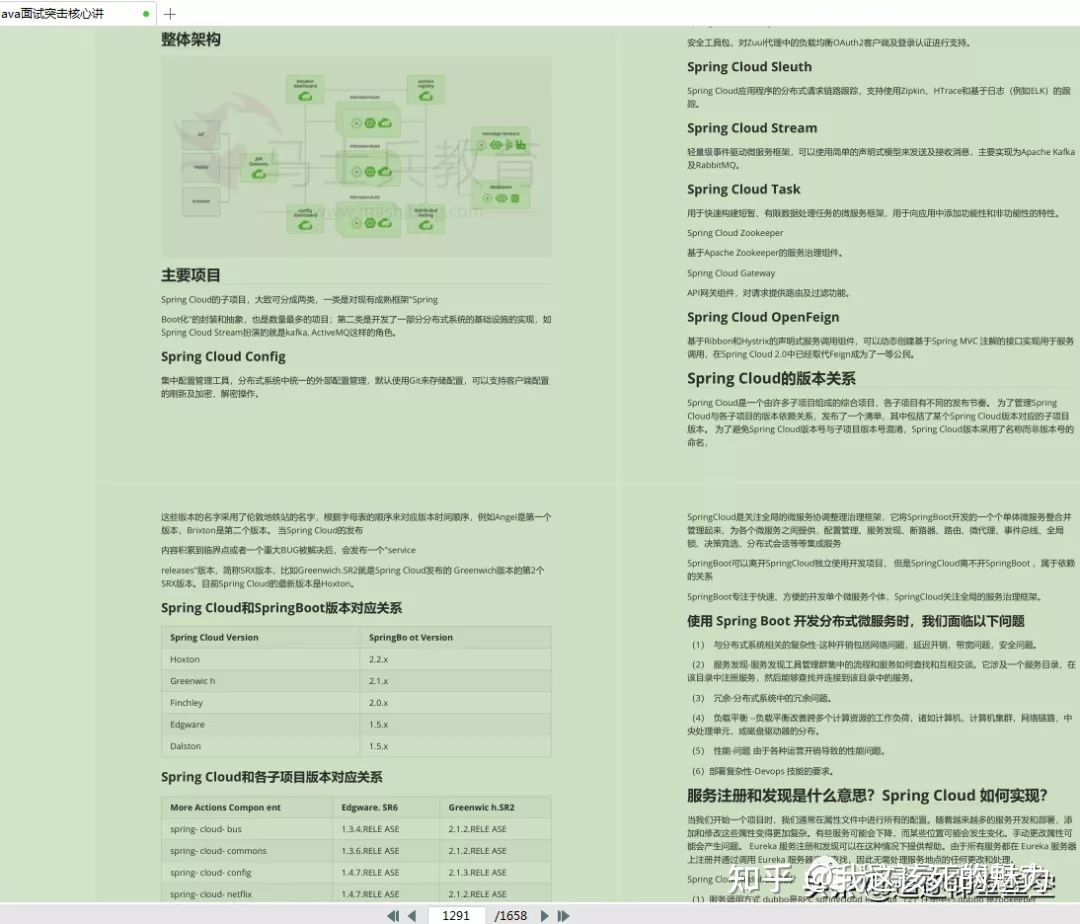 ava面试突击核心讲
整体架构
breaker dashboard
service registry
microservices
IoT
mobile
browser
API Gateway
microservices
message brokers
databases
microservices
config dashboard
distributed tracing
马士兵教育
主要项目
Spring Cloud的子项目，大致可分成两类，一类是对现有成熟框架"Spring
Boot化"的封装和抽象，也是数量最多的项目；第二类是开发了一部分分布式系统的基础设施的实现，如
Spring Cloud Stream扮演的就是kafka, ActiveMQ这样的角色。
Spring Cloud Config
集中配置管理工具，分布式系统中统一的外部配置管理，默认使用Git来存储配置，可以支持客户端配置
的刷新及加密、解密操作。
安全工具包，对Zuul代理中的负载均衡OAuth2客户端及登录认证进行支持。
Spring Cloud Sleuth
Spring Cloud应用程序的分布式请求链路跟踪，支持使用Zipkin、HTrace和基于日志（例如ELK）的跟
踪。
Spring Cloud Stream
轻量级事件驱动微服务框架，可以使用简单的声明式模型来发送及接收消息，主要实现为Apache Kafka
及RabbitMQ。
Spring Cloud Task
用于快速构建短暂、有限数据处理任务的微服务框架，用于向应用中添加功能性和非功能性的特性。
Spring Cloud Zookeeper
基于Apache Zookeeper的服务治理组件。
Spring Cloud Gateway
API网关组件，对请求提供路由及过滤功能。
Spring Cloud OpenFeign
基于Ribbon和Hystrix的声明式服务调用组件，可以动态创建基于Spring MVC 注解的接口实现用于服务
调用，在Spring Cloud 2.0中已经取代Feign成为了一等公民。
Spring Cloud的版本关系
Spring Cloud是一个由许多子项目组成的综合项目，各子项目有不同的发布节奏。 为了管理Spring
Cloud与各子项目的版本依赖关系，发布了一个清单，其中包括了某个Spring Cloud版本对应的子项目
版本。 为了避免Spring Cloud版本号与子项目版本号混淆，Spring Cloud版本采用了名称而非版本号的
命名，
这些版本的名字采用了伦敦地铁站的名字，根据字母表的顺序来对应版本时间顺序，例如Angel是第一个
版本，Brixton是第二个版本。 当Spring Cloud的发布
内容积累到临界点或者一个重大BUG被解决后，会发布一个"service
releases"版本，简称SRX版本，比如Greenwich.SR2就是Spring Cloud发布的 Greenwich版本的第2个
SRX版本。目前Spring Cloud的最新版本是Hoxton。
Spring Cloud和SpringBoot版本对应关系
Spring Cloud Version SpringBo ot Version
Hoxton 2.2.x
Greenwic h 2.1.x
Finchley 2.0.x
Edgware 1.5.x
Dalston 1.5.x
Spring Cloud和各子项目版本对应关系
More Actions Compon ent Edgware. SR6 Greenwic h.SR2
spring- cloud- bus 1.3.4.RELE ASE 2.1.2.RELE ASE
spring- cloud- commons 1.3.6.RELE ASE 2.1.2.RELE ASE
spring- cloud- config 1.4.7.RELE ASE 2.1.3.RELE ASE
spring- cloud- netflix 1.4.7.RELE ASE 2.1.2.RELE ASE
SpringCloud是关注全局的微服务协调整理治理框架，它将SpringBoot开发的一个个单体微服务整合并
管理起来，为各个微服务之间提供，配置管理、服务发现、断路器、路由、微代理、事件总线、全局
锁、决策竞选、分布式会话等等集成服务
SpringBoot可以离开SpringCloud独立使用开发项目， 但是SpringCloud离不开SpringBoot ，属于依赖
的关系
SpringBoot专注于快速、方便的开发单个微服务个体，SpringCloud关注全局的服务治理框架。
使用 Spring Boot 开发分布式微服务时，我们面临以下问题
（1） 与分布式系统相关的复杂性-这种开销包括网络问题，延迟开销，带宽问题，安全问题。
（2） 服务发现-服务发现工具管理群集中的流程和服务如何查找和互相交谈。它涉及一个服务目录，在
该目录中注册服务，然后能够查找并连接到该目录中的服务。
（3） 冗余-分布式系统中的冗余问题。
（4） 负载平衡 --负载平衡改善跨多个计算资源的工作负荷，诸如计算机，计算机集群，网络链路，中
央处理单元，或磁盘驱动器的分布。
（5） 性能-问题 由于各种运营开销导致的性能问题。
（6）部署复杂性-Devops 技能的要求。
服务注册和发现是什么意思？Spring Cloud 如何实现？
当我们开始一个项目时，我们通常在属性文件中进行所有的配置。随着越来越多的服务开发和部署，添
加和修改这些属性变得更加复杂。有些服务可能会下降，而某些位置可能会发生变化。手动更改属性可
能会产生问题。 Eureka 服务注册和发现可以在这种情况下提供帮助。由于所有服务都在 Eureka 服务器
上注册并通过调用 Eureka 服务器 查找，因此无需处理服务地点的任何更改和处理。
Spring Clo
知乎 @我这该死的魅力
1291 /1658